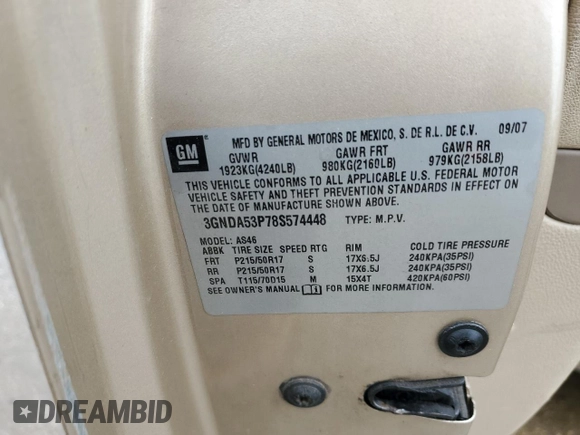 GM
MFD BY GENERAL MOTORS DE MEXICO, S. DE R.L. DE C.V. 09/07
GVWR GAWR FRT GAWR RR
1923KG(4240LB) 980KG(2160LB) 979KG(2158LB)
THIS VEHICLE CONFORMS TO ALL APPLICABLE U.S. FEDERAL MOTOR
VEHICLE SAFETY AND THEFT PREVENTION STANDARDS IN EFFECT ON
THE DATE OF MANUFACTURE SHOWN ABOVE.
3GNDA53P78S574448 TYPE: M.P.V.
MODEL: AS46
ABBK TIRE SIZE SPEED RTG RIM COLD TIRE PRESSURE
FRT P215/50R17 S 17X6.5J 240KPA(35PSI)
RR P215/50R17 S 17X6.5J 240KPA(35PSI)
SPA T115/70D15 M 15X4T 420KPA(60PSI)
SEE OWNER'S MANUAL FOR MORE INFORMATION.
DREAMBID